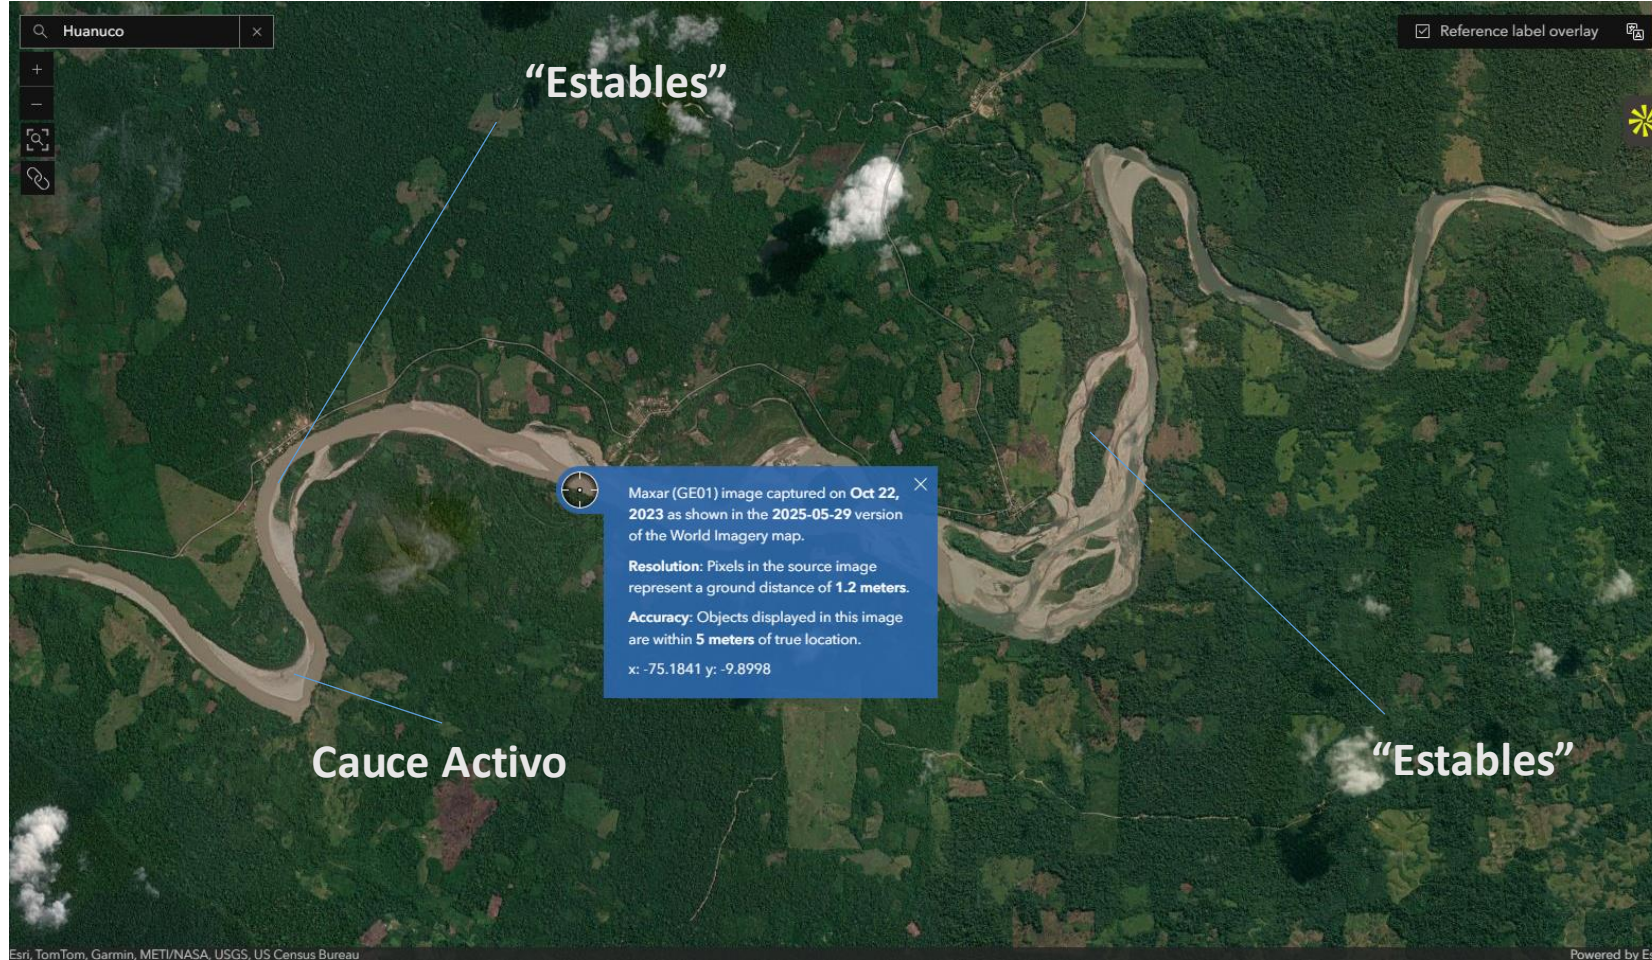 Huanuco
Reference label overlay
“Estables”
Maxar (GE01) image captured on Oct 22,
2023 as shown in the 2025-05-29 version
of the World Imagery map.
Resolution: Pixels in the source image
represent a ground distance of 1.2 meters.
Accuracy: Objects displayed in this image
are within 5 meters of true location.
x: -75.1841 y: -9.8998
Cauce Activo
“Estables”
Esri, TomTom, Garmin, METI/NASA, USGS, US Census Bureau
Powered by E